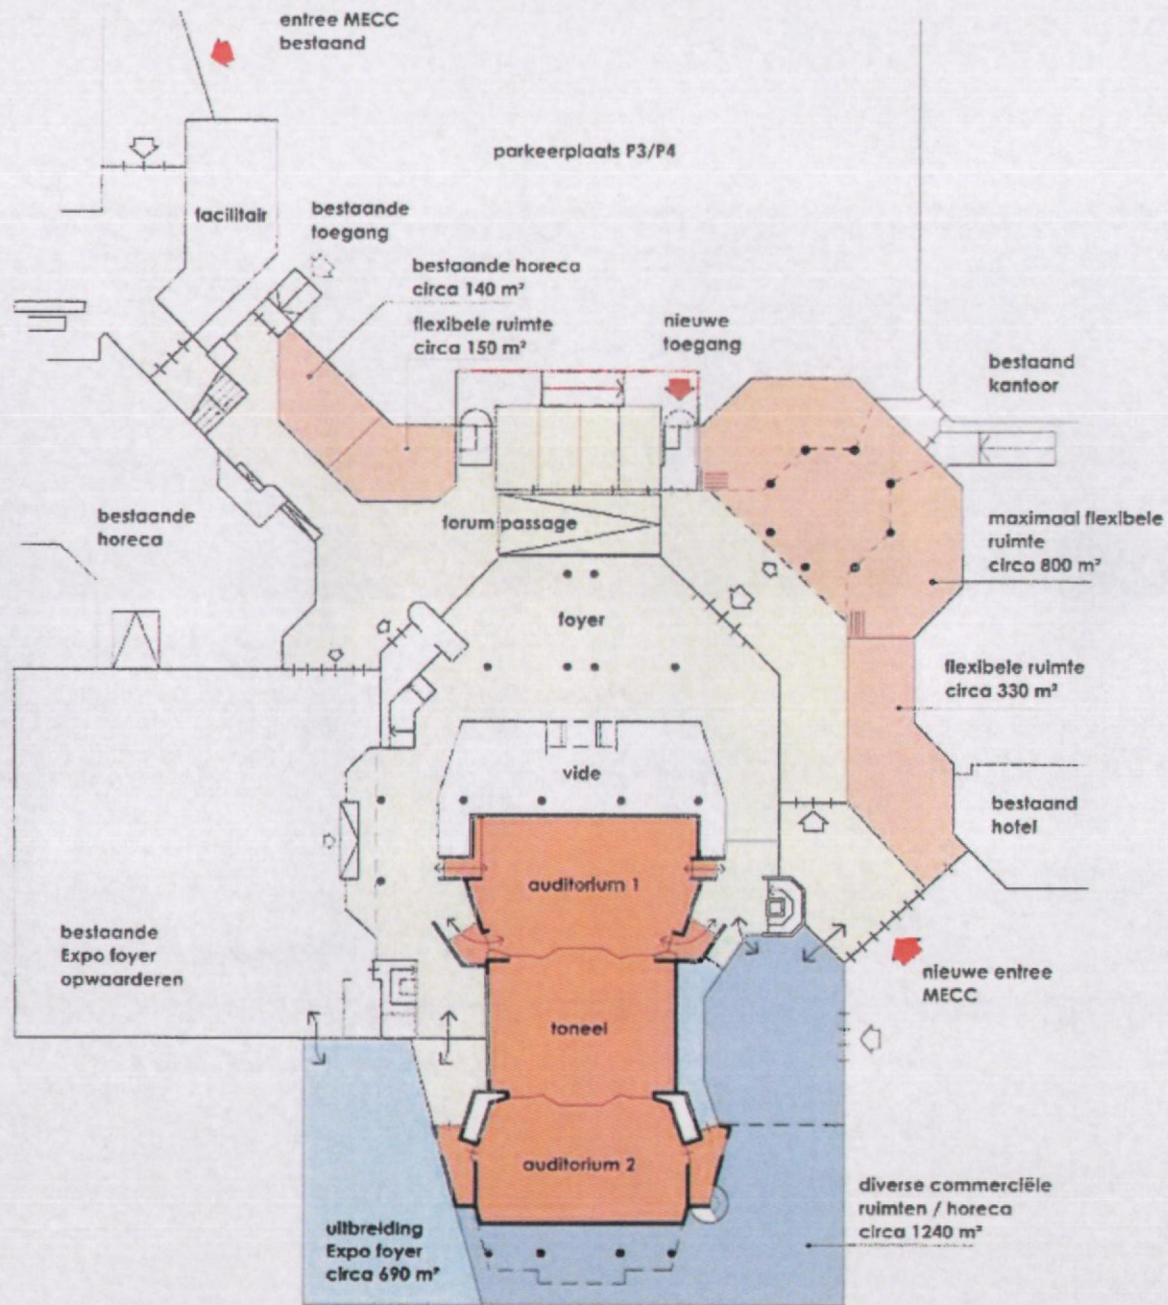 entree MECC
bestaand
parkeerplaats P3/P4
facilitair
bestaande
toegang
bestaande horeca
circa 140 m²
flexibele ruimte
circa 150 m²
nieuwe
toegang
bestaand
kantoor
bestaande
horeca
forum passage
maximaal flexibele
ruimte
circa 800 m²
foyer
flexibele ruimte
circa 330 m²
vide
bestaand
hotel
auditorium 1
bestaande
Expo foyer
opwaarderen
nieuwe entree
MECC
toneel
auditorium 2
diverse commerciële
ruimten / horeca
circa 1240 m²
uitbreiding
Expo foyer
circa 690 m²